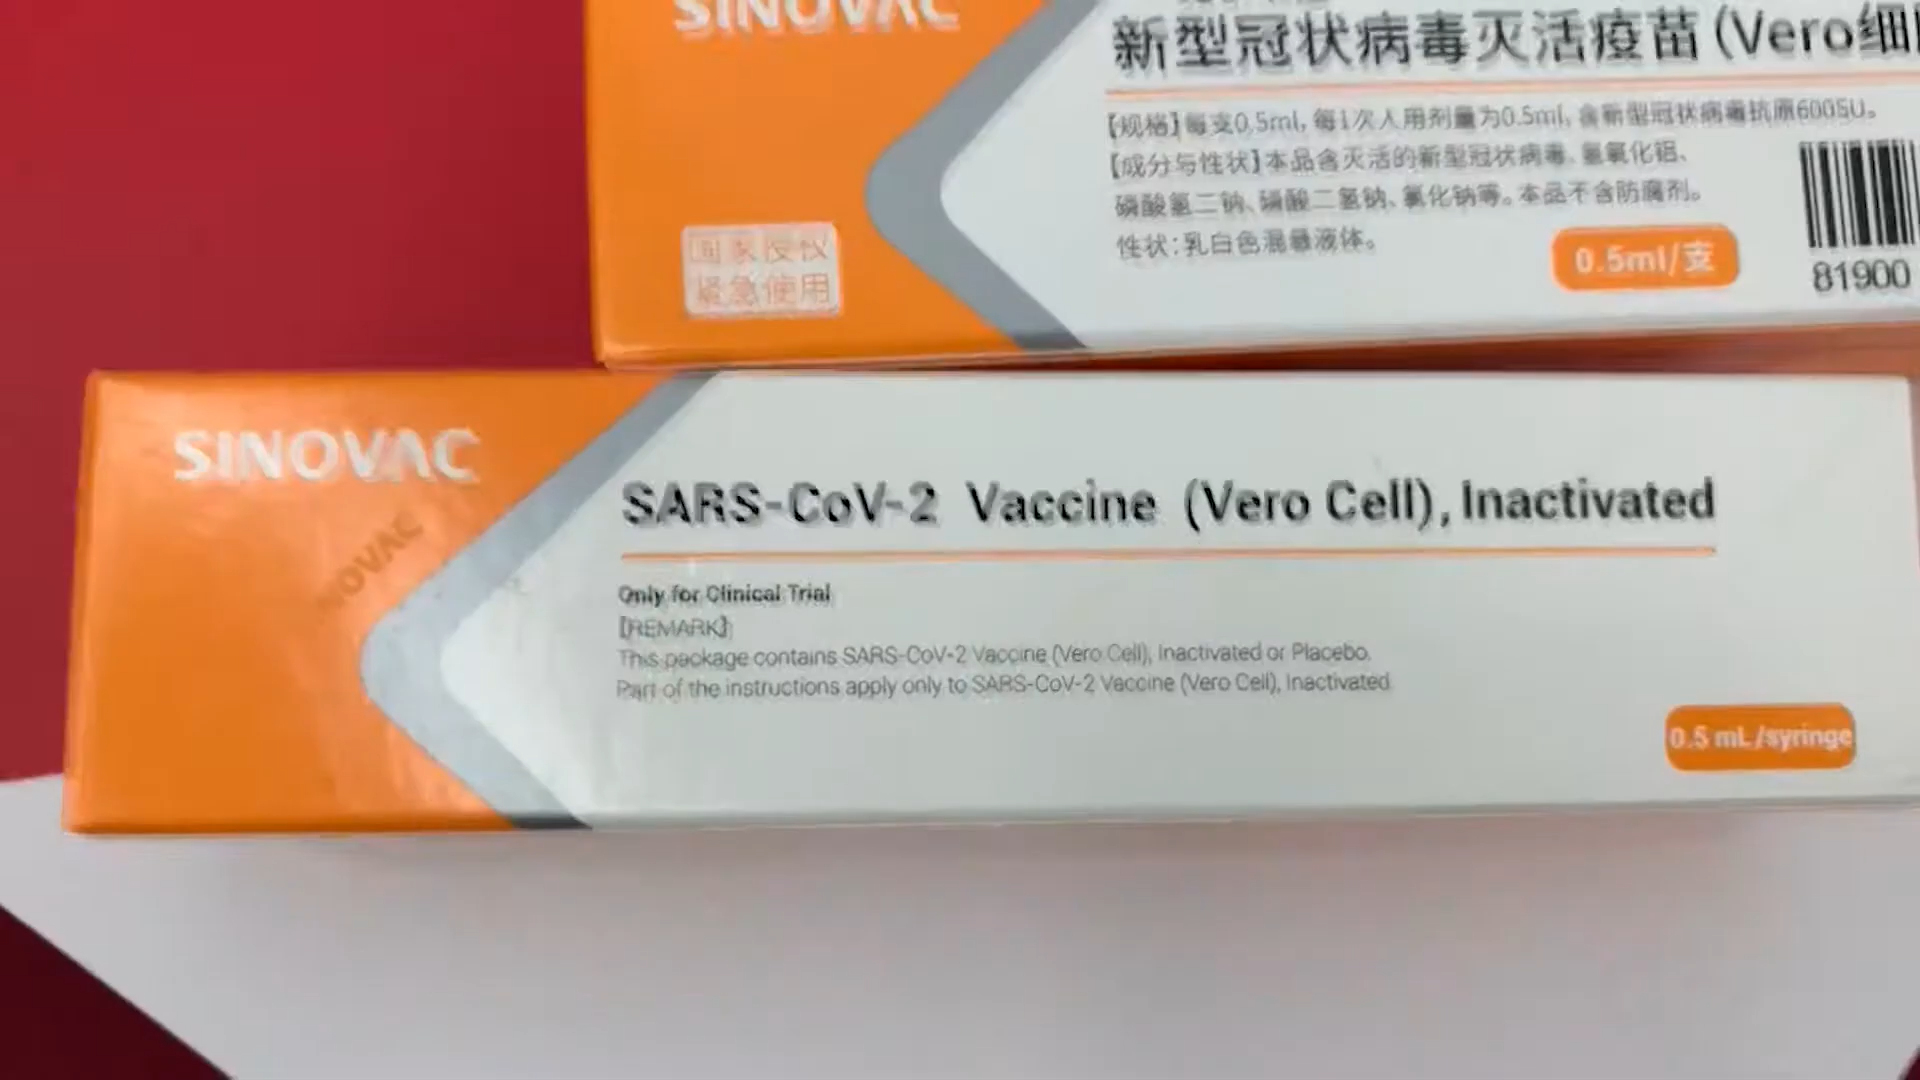 SINOVAC
新型冠状病毒灭活疫苗(Vero细
【规格】每支0.5ml, 每1次人用剂量为0.5ml, 含新型冠状病毒抗原600SU。
【成分与性状】本品含灭活的新型冠状病毒、氢氧化铝、
磷酸氢二钠、磷酸二氢钠、氯化钠等。本品不含防腐剂。
性状:乳白色混悬液体。
0.5ml/支
81900
国家授权
紧急使用
SINOVAC
NOVAC
SARS-CoV-2 Vaccine (Vero Cell), Inactivated
Only for Clinical Trial
【REMARK】
This package contains SARS-CoV-2 Vaccine (Vero Cell), Inactivated or Placebo.
Part of the instructions apply only to SARS-CoV-2 Vaccine (Vero Cell), Inactivated
0.5 mL/syringe